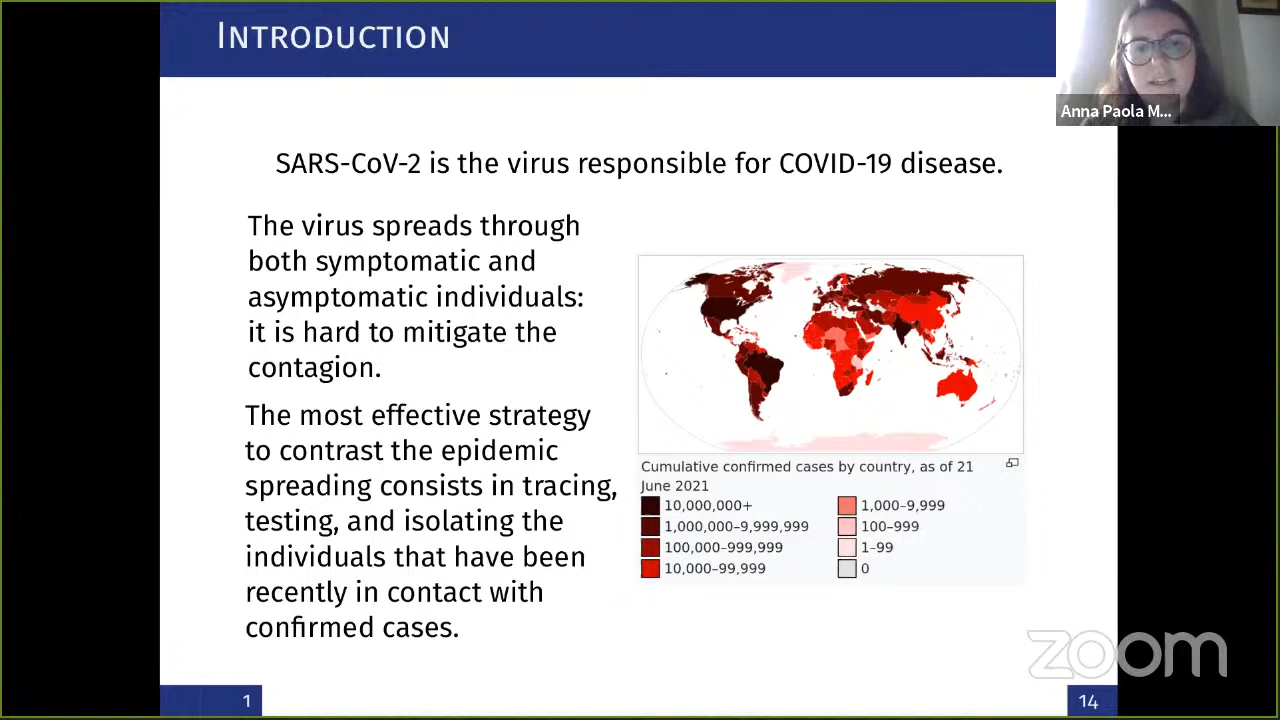 INTRODUCTION
Anna Paola M...
SARS-CoV-2 is the virus responsible for COVID-19 disease.
The virus spreads through
both symptomatic and
asymptomatic individuals:
it is hard to mitigate the
contagion.
The most effective strategy
to contrast the epidemic
spreading consists in tracing,
testing, and isolating the
individuals that have been
recently in contact with
confirmed cases.
Cumulative confirmed cases by country, as of 21
June 2021
10,000,000+
1,000,000–9,999,999
100,000–999,999
10,000–99,999
1,000–9,999
100–999
1–99
0
zoom
1
14